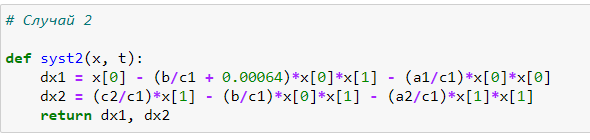 # Случай 2
def syst2(x, t):
    dx1 = x[0] - (b/c1 + 0.00064)*x[0]*x[1] - (a1/c1)*x[0]*x[0]
    dx2 = (c2/c1)*x[1] - (b/c1)*x[0]*x[1] - (a2/c1)*x[1]*x[1]
    return dx1, dx2